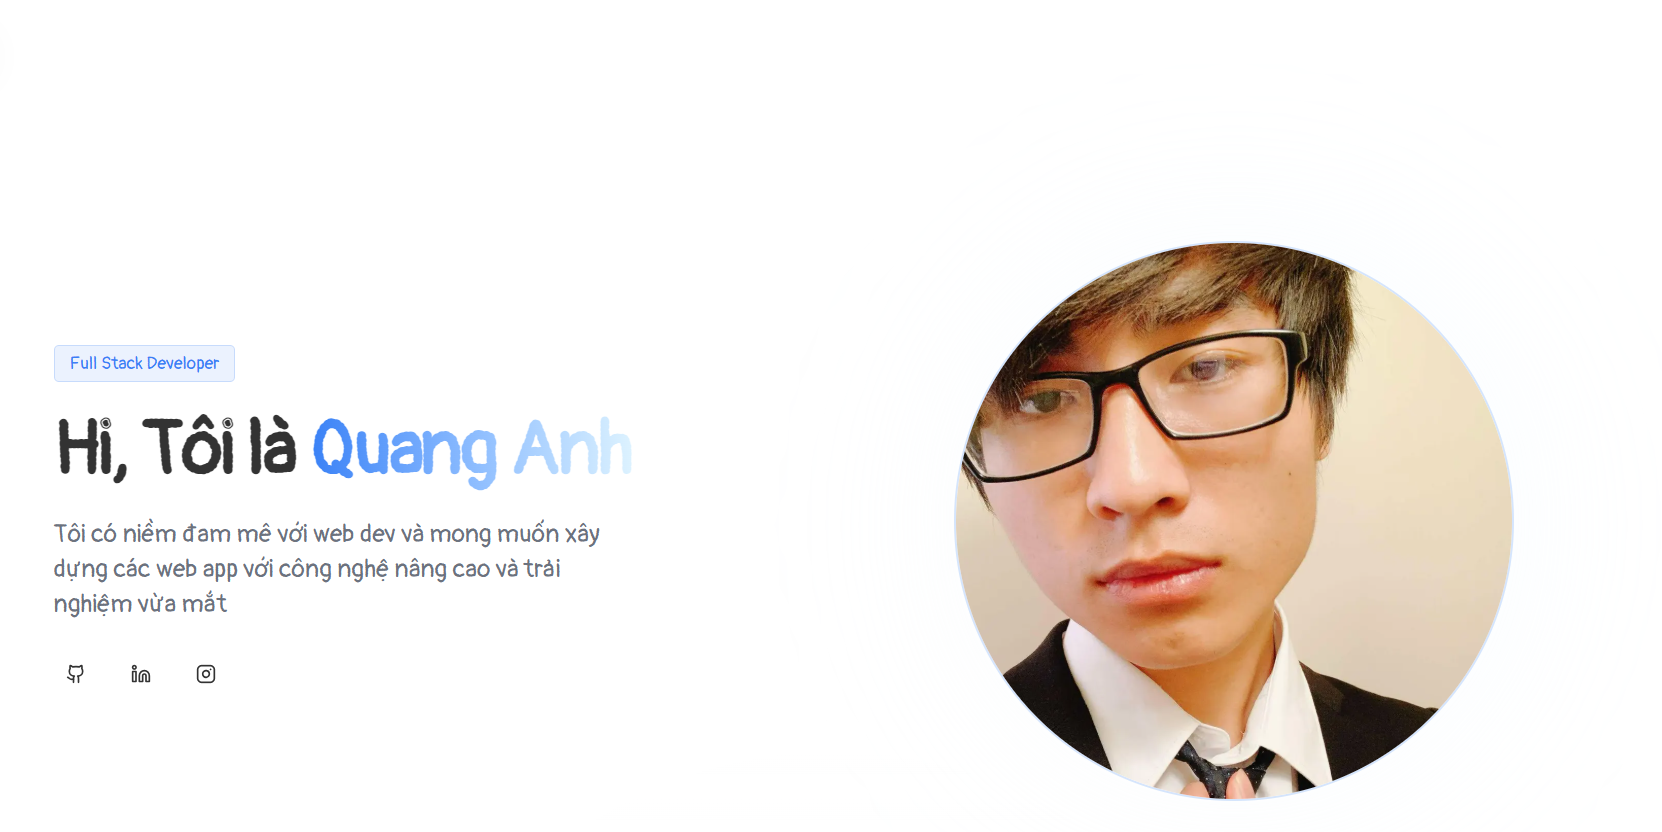 Full Stack Developer
Hi, Tôi là Quang Anh
Tôi có niềm đam mê với web dev và mong muốn xây
dựng các web app với công nghệ nâng cao và trải
nghiệm vừa mắt